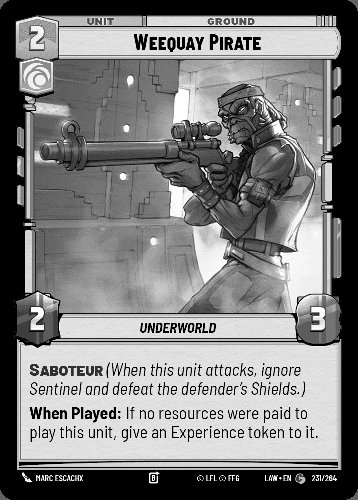 UNIT
GROUND
2
WEEQUAY PIRATE
2
3
UNDERWORLD
SABOTEUR (When this unit attacks, ignore
Sentinel and defeat the defender's Shields.)
When Played: If no resources were paid to
play this unit, give an Experience token to it.
MARC ESCACHX
© LFL © FFG
LAW • EN
C
231/264